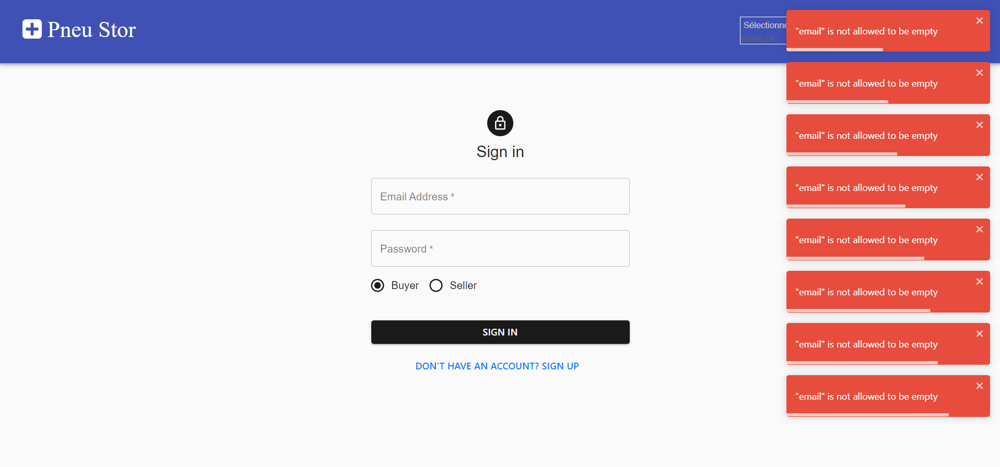 Pneu Stor
Fourni par
"email" is not allowed to be empty
"email" is not allowed to be empty
"email" is not allowed to be empty
"email" is not allowed to be empty
"email" is not allowed to be empty
"email" is not allowed to be empty
"email" is not allowed to be empty
"email" is not allowed to be empty
Sign in
Email Address *
Password *
Buyer Seller
SIGN IN
DON'T HAVE AN ACCOUNT? SIGN UP